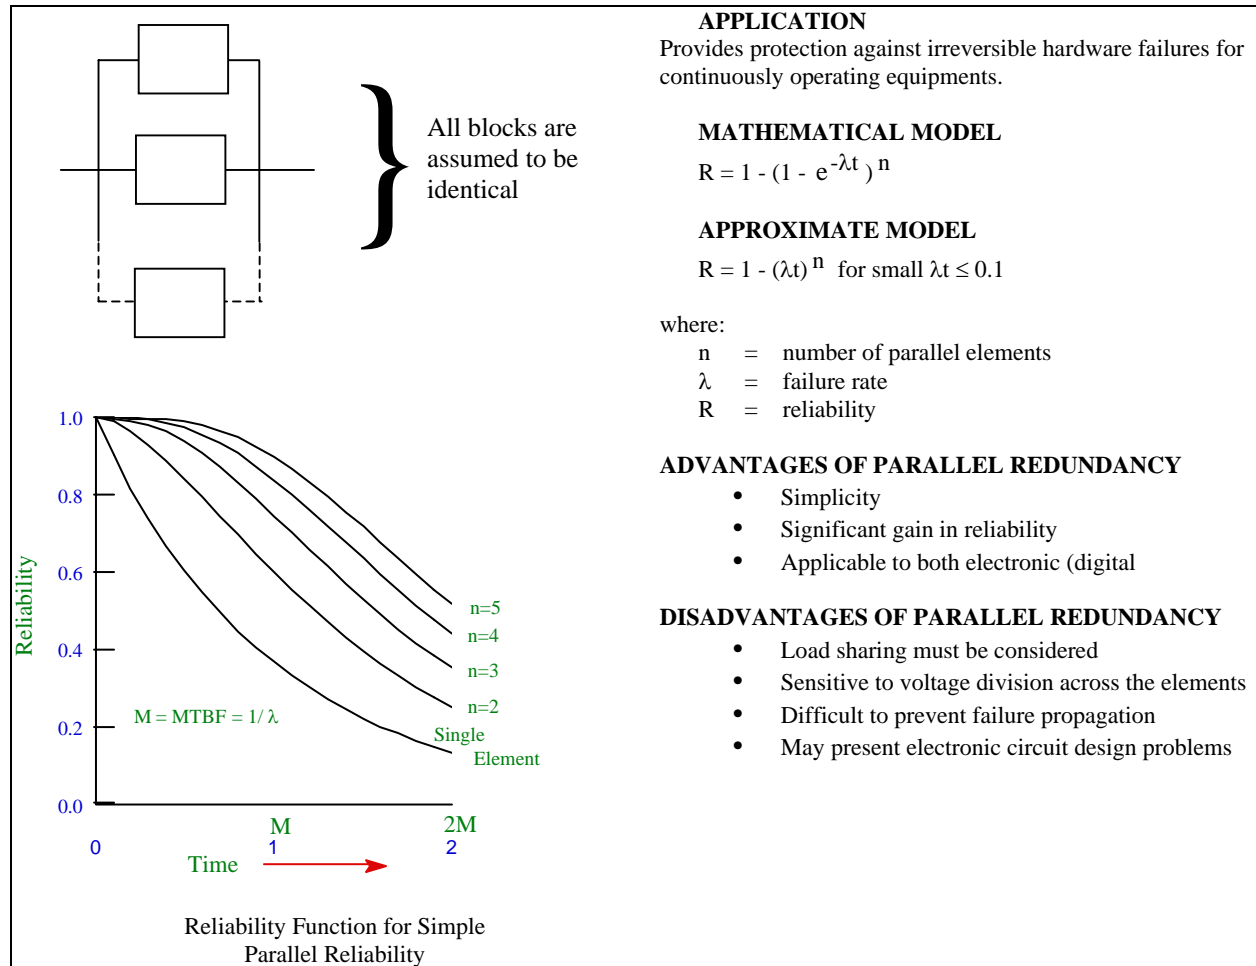 All blocks are
assumed to be
identical
1.0
0.8
0.6
0.4
0.2
0.0
Reliability
n=5
n=4
n=3
n=2
Single
Element
M = MTBF = 1/ λ
M
2M
0
1
2
Time
Reliability Function for Simple
Parallel Reliability
APPLICATION
Provides protection against irreversible hardware failures for
continuously operating equipments.
MATHEMATICAL MODEL
R = 1 - (1 - e^-λt )^n
APPROXIMATE MODEL
R = 1 - (λt)^n for small λt ≤ 0.1
where:
n = number of parallel elements
λ = failure rate
R = reliability
ADVANTAGES OF PARALLEL REDUNDANCY
• Simplicity
• Significant gain in reliability
• Applicable to both electronic (digital
DISADVANTAGES OF PARALLEL REDUNDANCY
• Load sharing must be considered
• Sensitive to voltage division across the elements
• Difficult to prevent failure propagation
• May present electronic circuit design problems